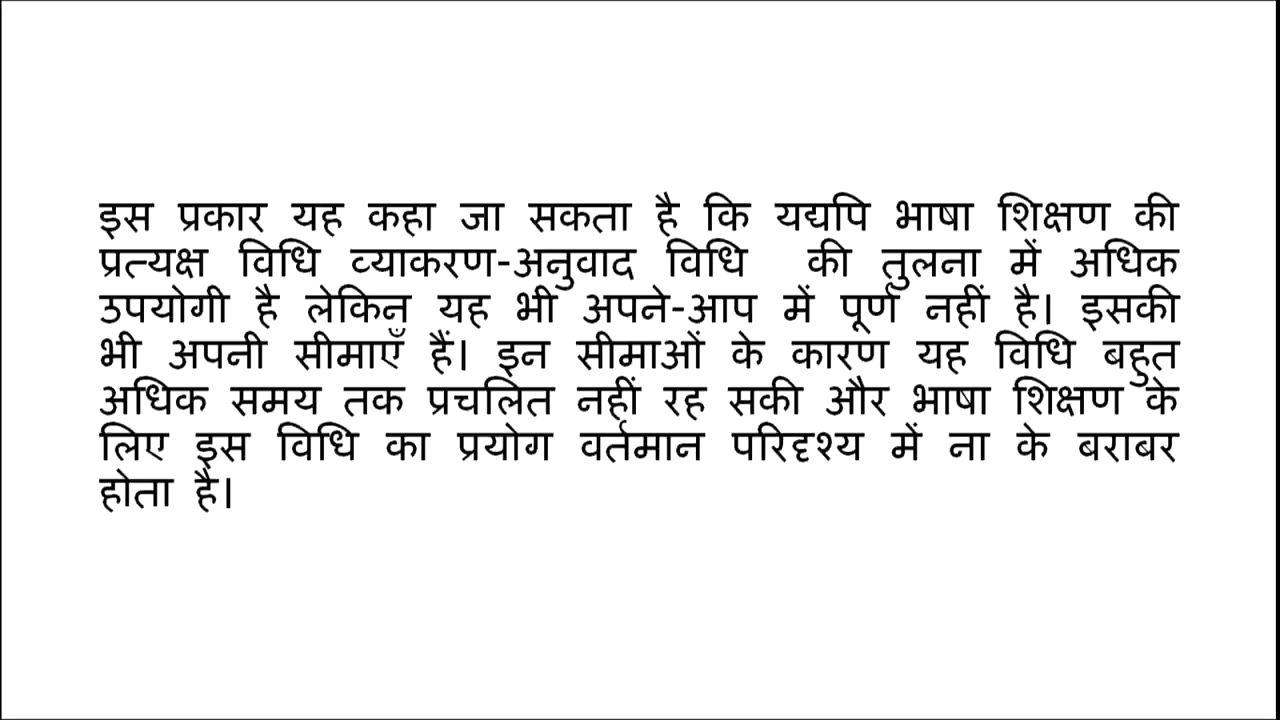 इस प्रकार यह कहा जा सकता है कि यद्यपि भाषा शिक्षण की
प्रत्यक्ष विधि व्याकरण-अनुवाद विधि की तुलना में अधिक
उपयोगी है लेकिन यह भी अपने-आप में पूर्ण नहीं है। इसकी
भी अपनी सीमाएँ हैं। इन सीमाओं के कारण यह विधि बहुत
अधिक समय तक प्रचलित नहीं रह सकी और भाषा शिक्षण के
लिए इस विधि का प्रयोग वर्तमान परिदृश्य में ना के बराबर
होता है।